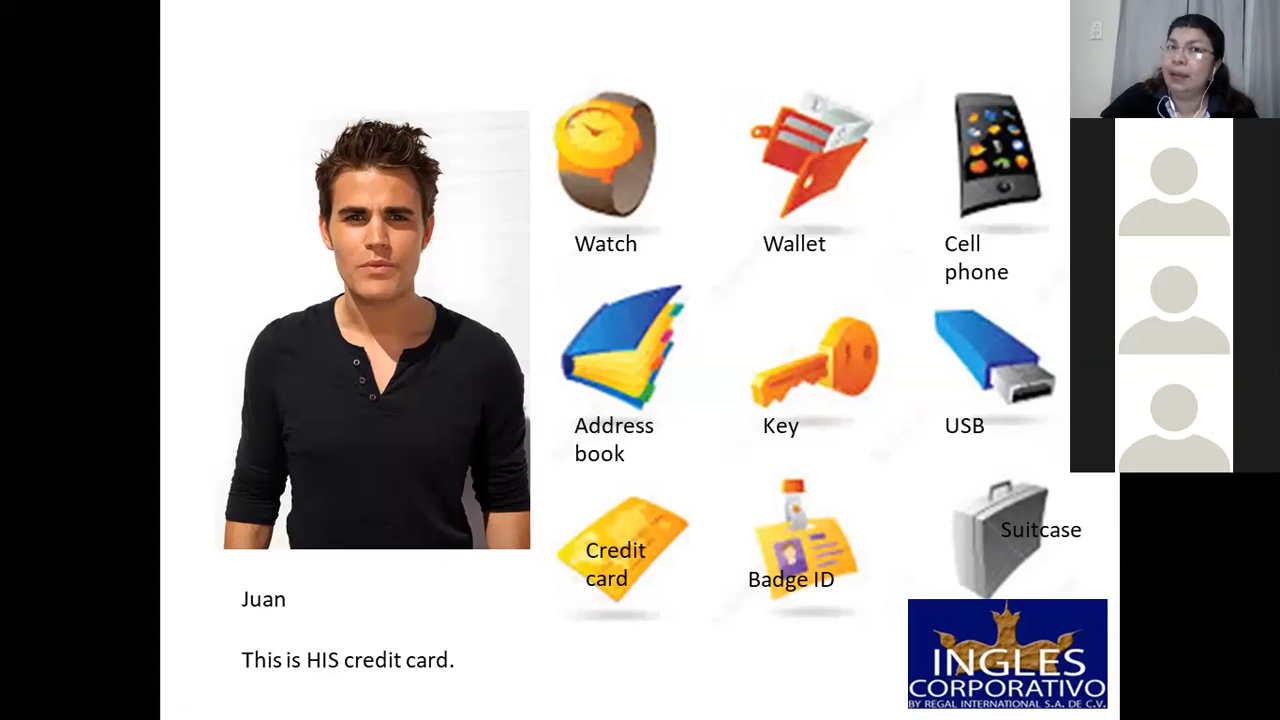 Watch
Wallet
Cell
phone
Address
book
Key
USB
Credit
card
Badge ID
Suitcase
Juan
This is HIS credit card.
INGLES
CORPORATIVO
BY REGAL INTERNATIONAL S.A. DE C.V.